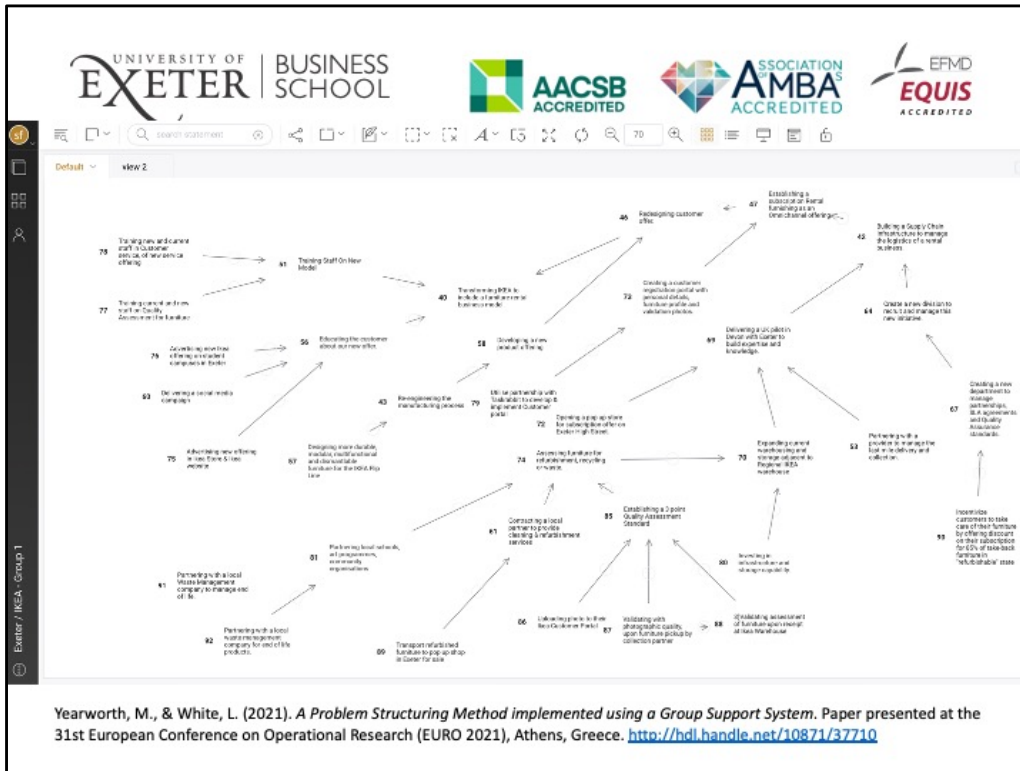 UNIVERSITY OF
EXETER
BUSINESS
SCHOOL
AACSB
ACCREDITED
ASSOCIATION
OF
AMBAs
ACCREDITED
EFMD
EQUIS
ACCREDITED
sf
search statement
70
Default
view 2
78
Training new and current
staff in Customer
service, of new service
offering
51
Training Staff On New
Model
77
Training current and new
staff on Quality
Assessment for furniture
40
Transforming IKEA to
include a furniture rental
business model
46
Redesigning customer
offer.
47
Establishing a
subscription Rental
furnishing as an
Omnichannel offering
Building a Supply Chain
Infrastructure to manage
the logistics of a rental
business
73
Creating a customer
registration portal with
personal details,
furniture profile and
validation photos.
64
Create a new division to
recruit and manage this
new initiative.
76
Advertising new Ikea
offering on student
campuses in Exeter
56
Educating the customer
about our new offer.
58
Developing a new
product offering
69
Delivering a UK pilot in
Devon with Exeter to
build expertise and
knowledge.
Delivering a social media
campaign
43
Re-engineering the
manufacturing process
79
Utilise partnership with
Taskrabbit to develop &
implement Customer
portal
72
Opening a pop up store
for subscription offer on
Exeter High Street.
67
Creating a new
department to
manage
partnerships,
SLA agreements
and Quality
Assurance
standards.
75
Advertising new offering
in Ikea Store & Ikea
website
57
Designing more durable,
modular, multifunctional
and dismantlable
furniture for the IKEA Flip
Line
74
Assessing furniture for
refurbishment, recycling
or waste.
70
Expanding current
warehousing and
storage adjacent to
Regional IKEA
warehouse
53
Partnering with a
provider to manage the
last mile delivery and
collection.
61
Contracting a local
partner to provide
cleaning & refurbishment
services
Establishing a 3 point
Quality Assessment
Standard
Partnering local schools,
art programmes,
community
organisations
80
Investing in
infrastructure and
storage capability
Incentivize
customers to take
care of their furniture
by offering discount
on their subscription
for 85% of take-back
furniture in
"refurbishable" state
Partnering with a local
Waste Management
company to manage end
of life.
Partnering with a local
waste management
company for end of life
products.
89
Transport refurbished
furniture to pop up shop
in Exeter for sale
86
Uploading photo to their
Ikea Customer Portal
87
Validating with
photographic quality,
upon furniture pickup by
collection partner
88
Validating assessment
of furniture upon receipt
at Ikea Warehouse
Exeter / IKEA - Group 1
Yearworth, M., & White, L. (2021). A Problem Structuring Method implemented using a Group Support System. Paper presented at the
31st European Conference on Operational Research (EURO 2021), Athens, Greece. http://hdl.handle.net/10871/37710